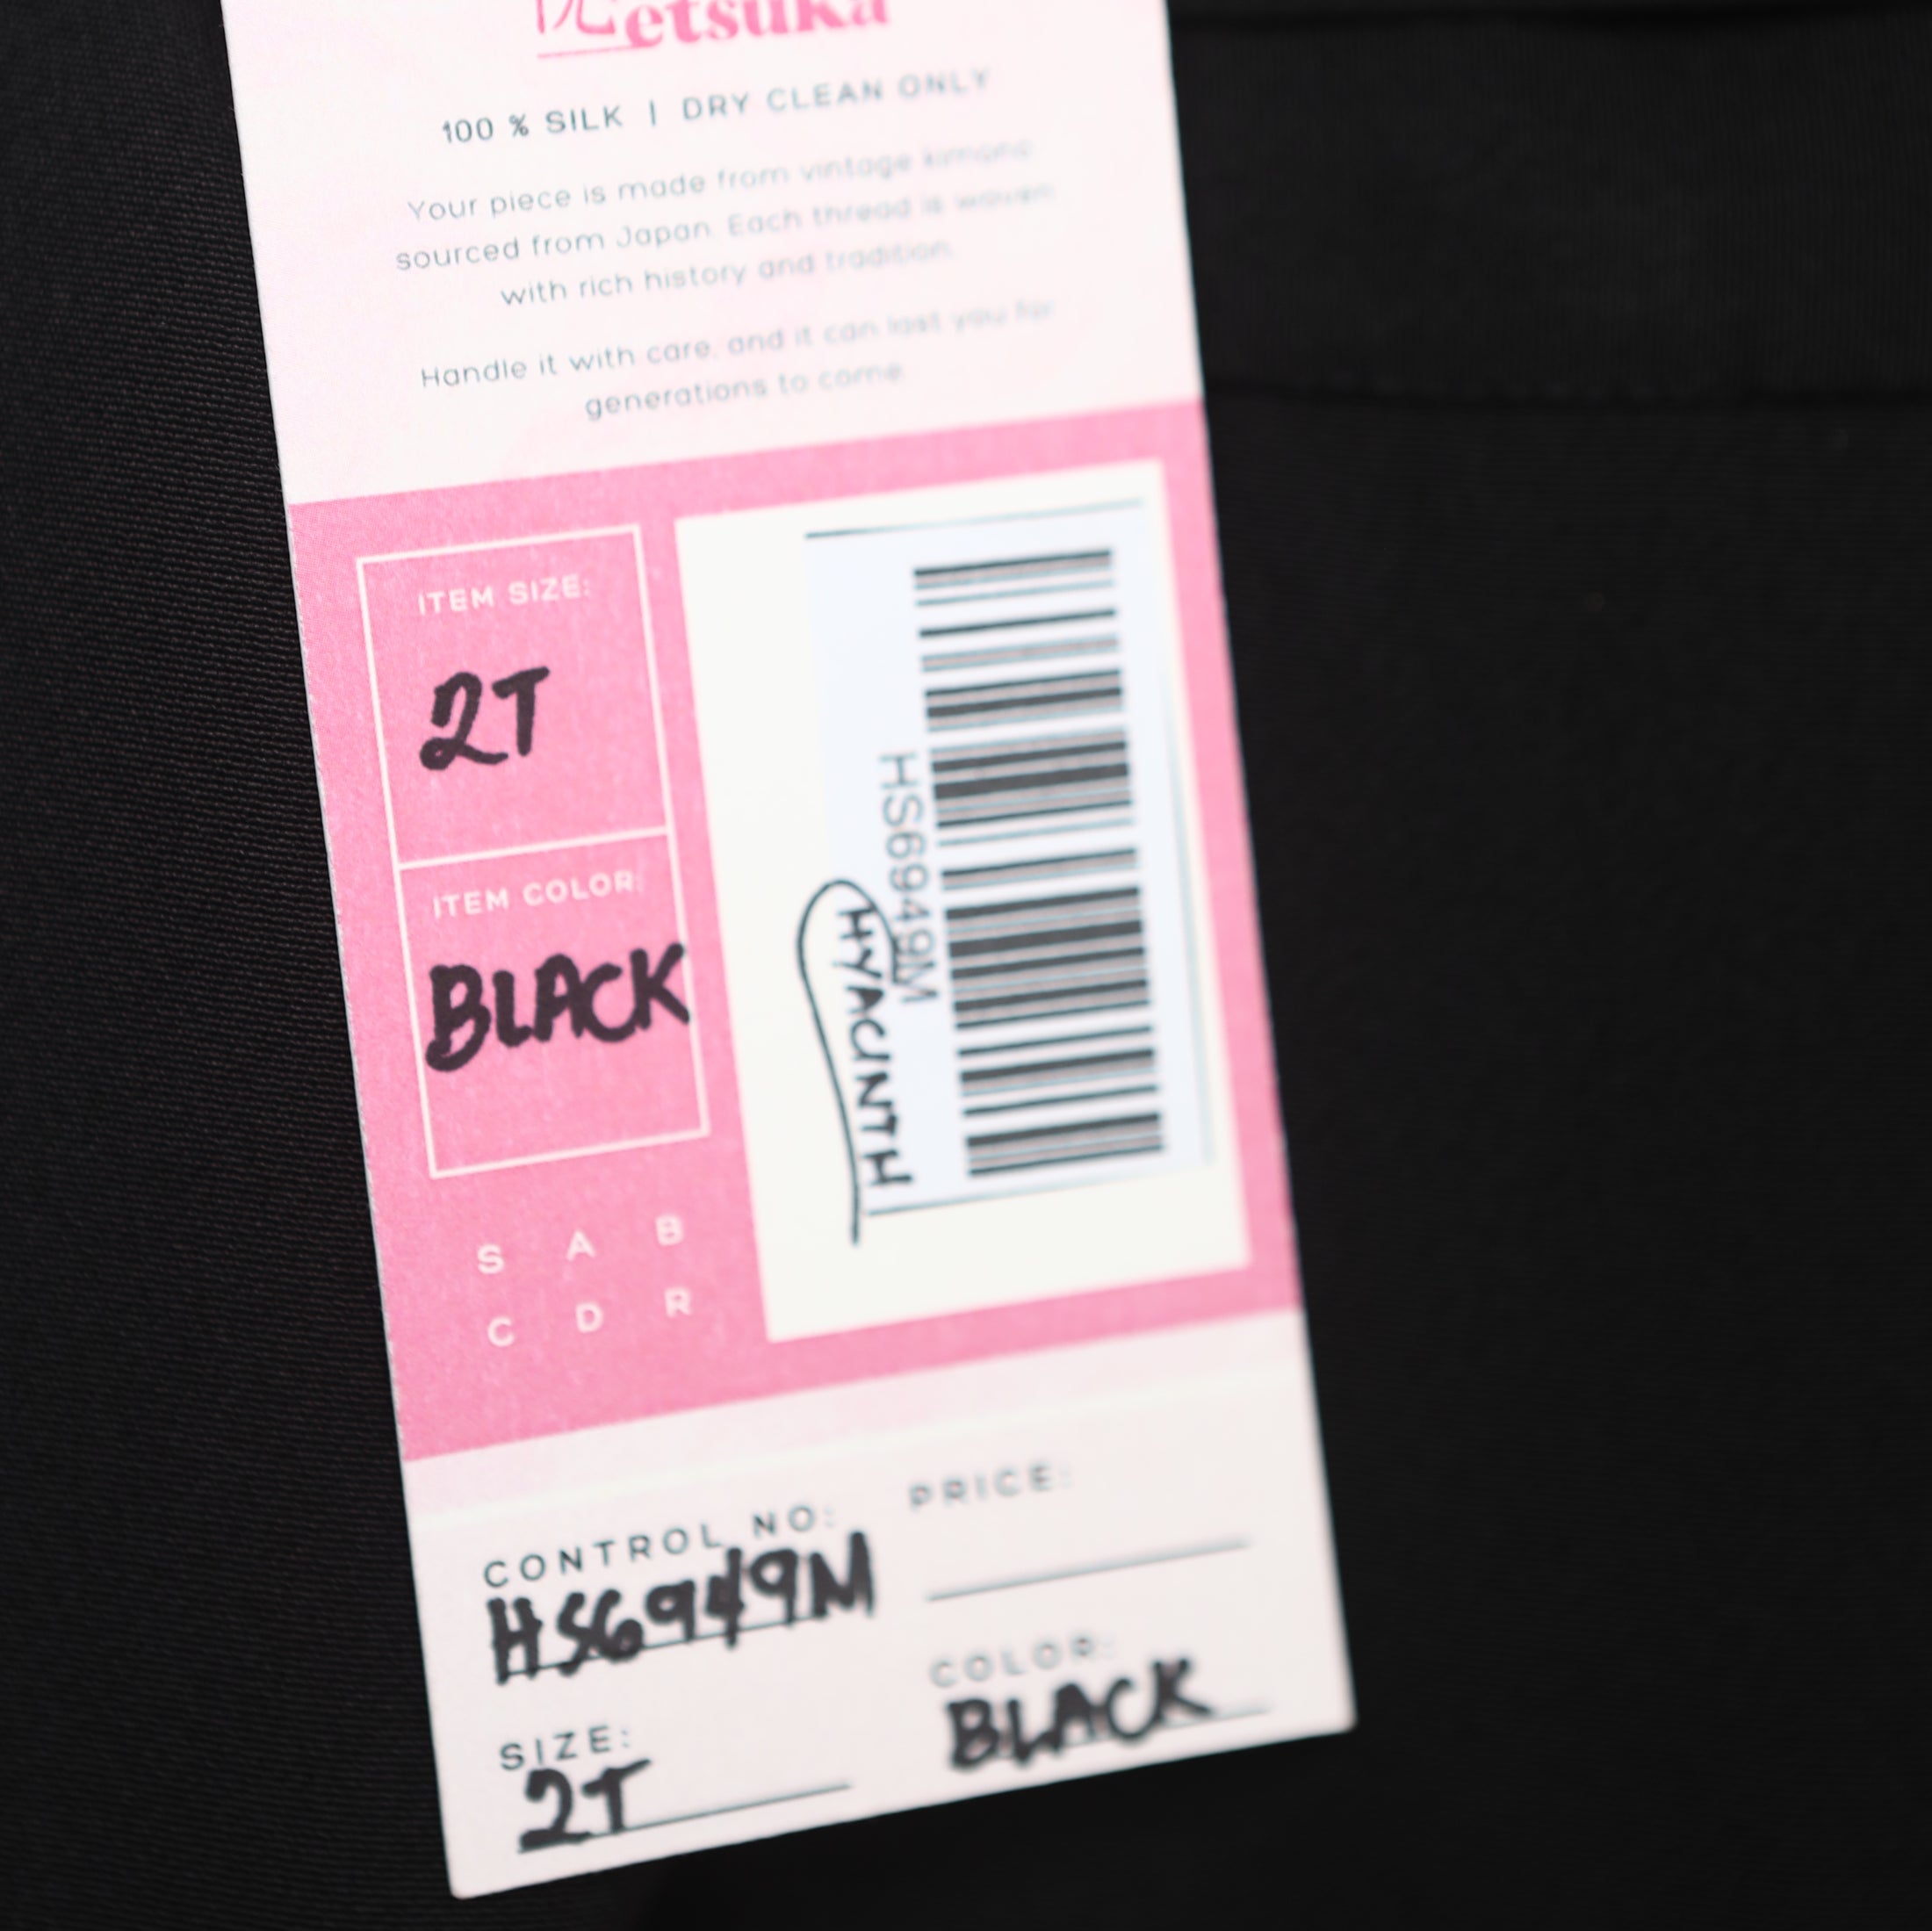 etsuka
100 % SILK | DRY CLEAN ONLY
Your piece is made from vintage kimono
sourced from Japan. Each thread is woven
with rich history and tradition.
Handle it with care, and it can last you for
generations to come.
ITEM SIZE:
2T
ITEM COLOR:
BLACK
S A B
C D R
HS6949M
HYACINTH
CONTROL NO:
HS6949M
PRICE:
SIZE:
2T
COLOR:
BLACK